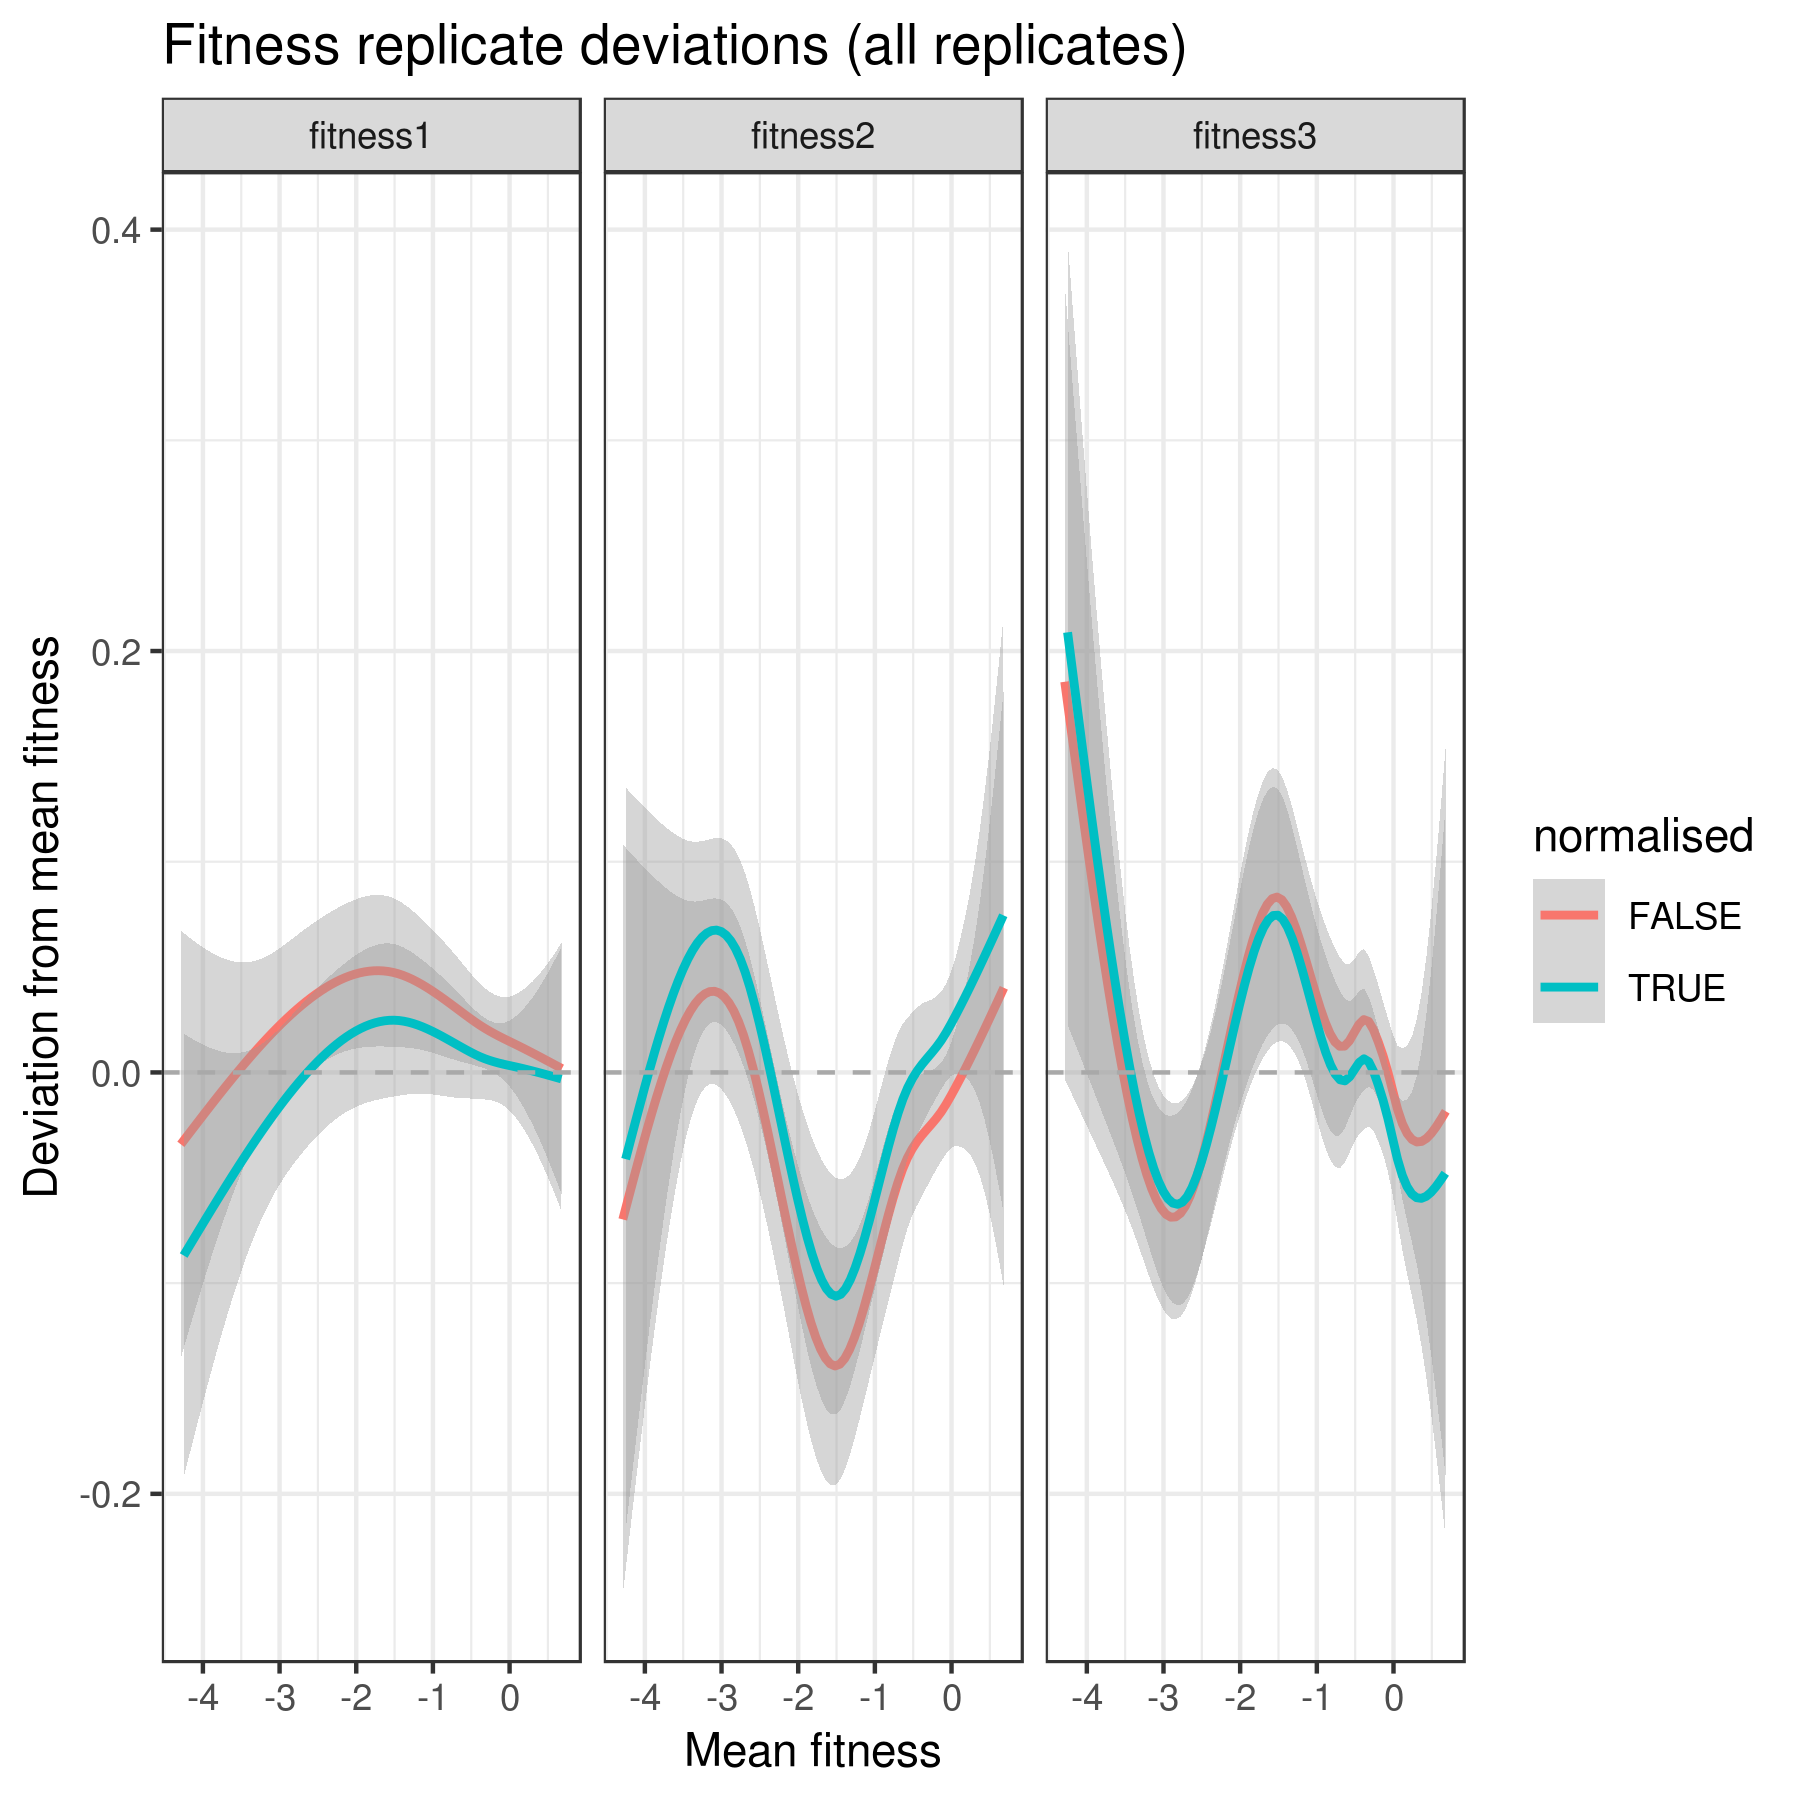 Fitness replicate deviations (all replicates)
fitness1
fitness2
fitness3
0.4
0.2
0.0
-0.2
Deviation from mean fitness
-4 -3 -2 -1 0
-4 -3 -2 -1 0
-4 -3 -2 -1 0
Mean fitness
normalised
FALSE
TRUE